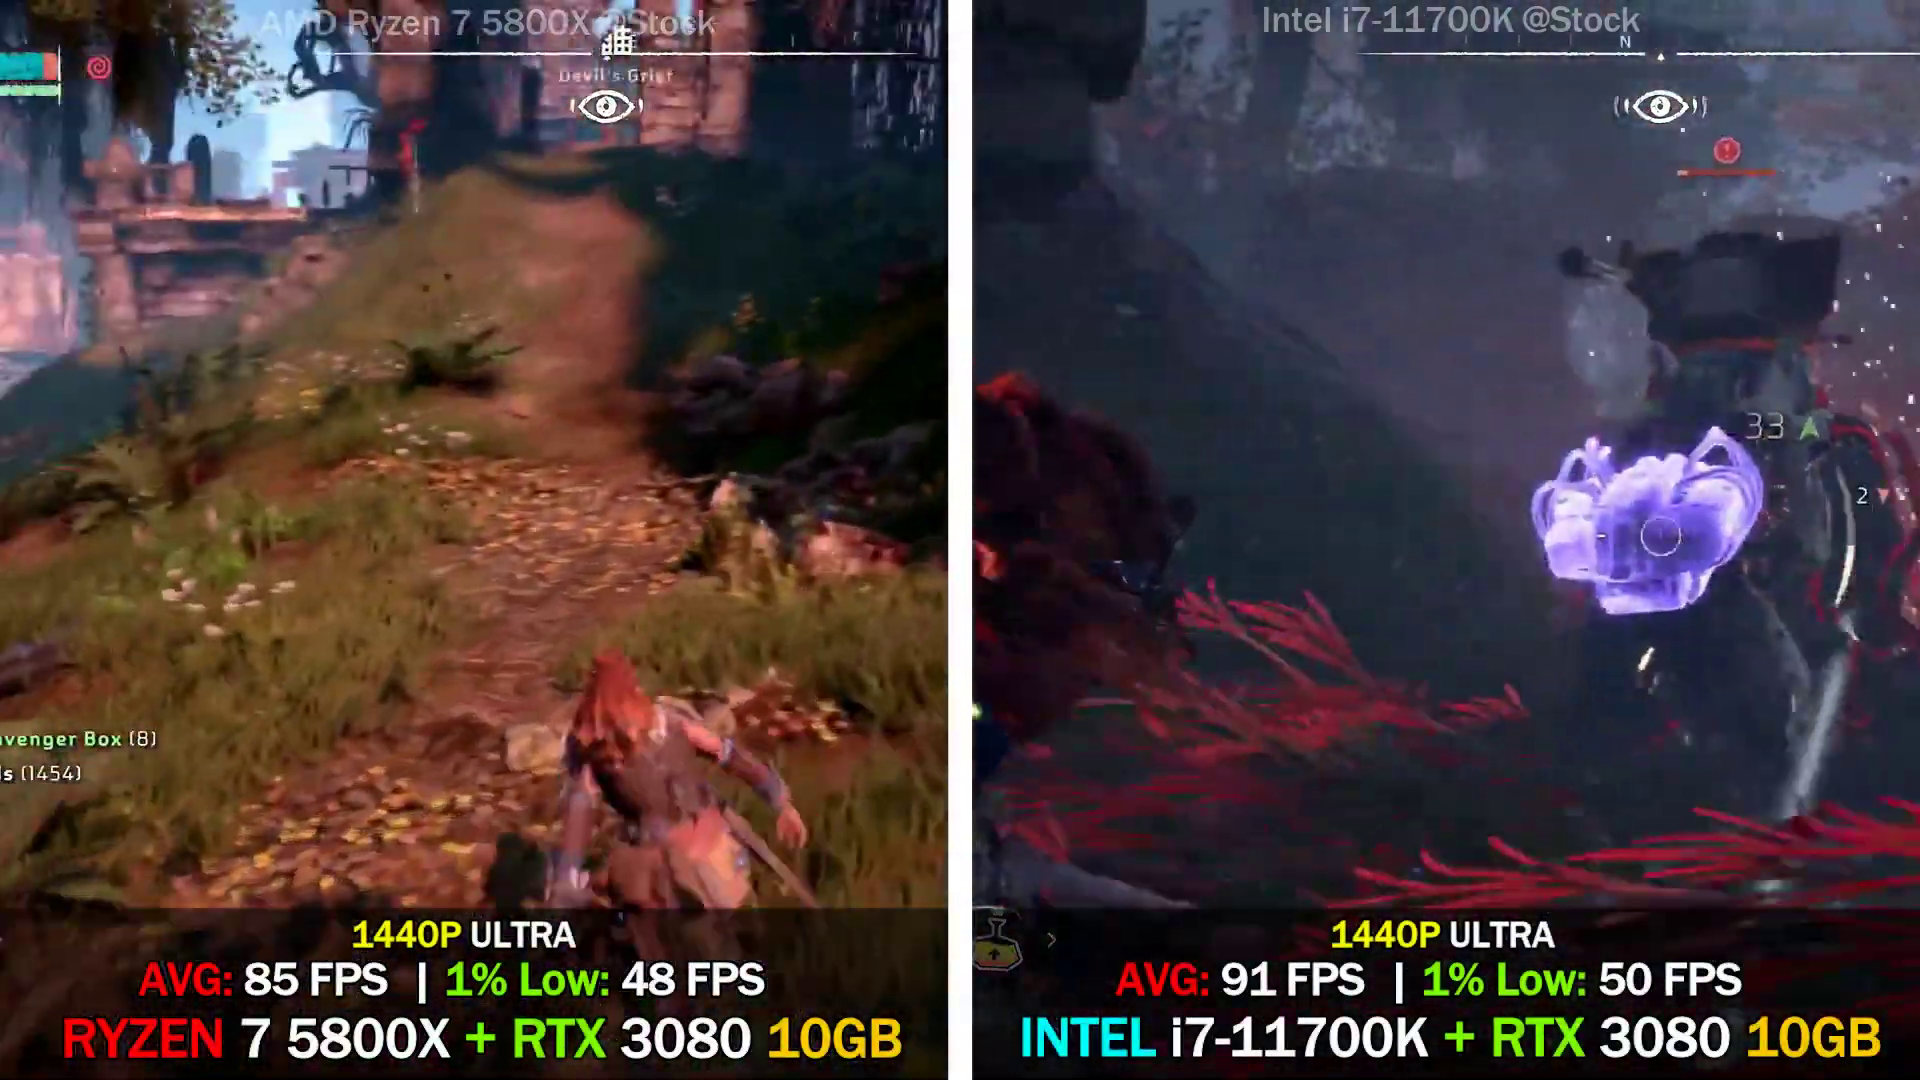 AMD Ryzen 7 5800X @Stock
Devil's Grief
avenger Box (8)
ls (1454)
1440P ULTRA
AVG: 85 FPS | 1% Low: 48 FPS
RYZEN 7 5800X + RTX 3080 10GB
Intel i7-11700K @Stock
N
33
2
1440P ULTRA
AVG: 91 FPS | 1% Low: 50 FPS
INTEL i7-11700K + RTX 3080 10GB